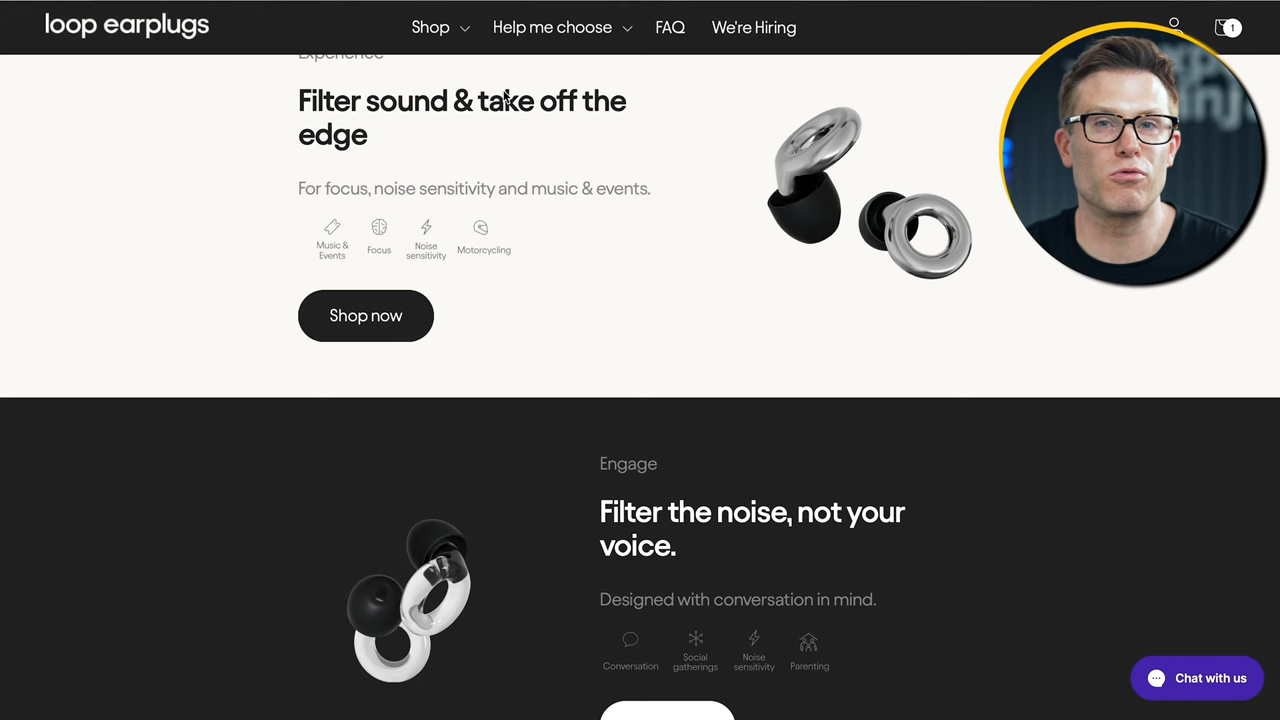 loop earplugs
Shop
Help me choose
FAQ
We're Hiring
1
Experience
Filter sound & take off the
edge
For focus, noise sensitivity and music & events.
Music &
Events
Focus
Noise
sensitivity
Motorcycling
Shop now
Engage
Filter the noise, not your
voice.
Designed with conversation in mind.
Conversation
Social
gatherings
Noise
sensitivity
Parenting
Chat with us